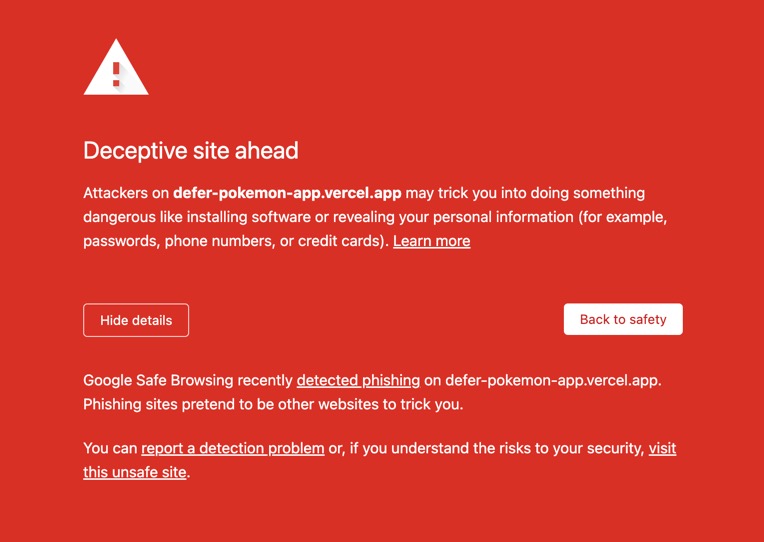 Deceptive site ahead
Attackers on defer-pokemon-app.vercel.app may trick you into doing something
dangerous like installing software or revealing your personal information (for example,
passwords, phone numbers, or credit cards). Learn more
Hide details
Back to safety
Google Safe Browsing recently detected phishing on defer-pokemon-app.vercel.app.
Phishing sites pretend to be other websites to trick you.
You can report a detection problem or, if you understand the risks to your security, visit
this unsafe site.